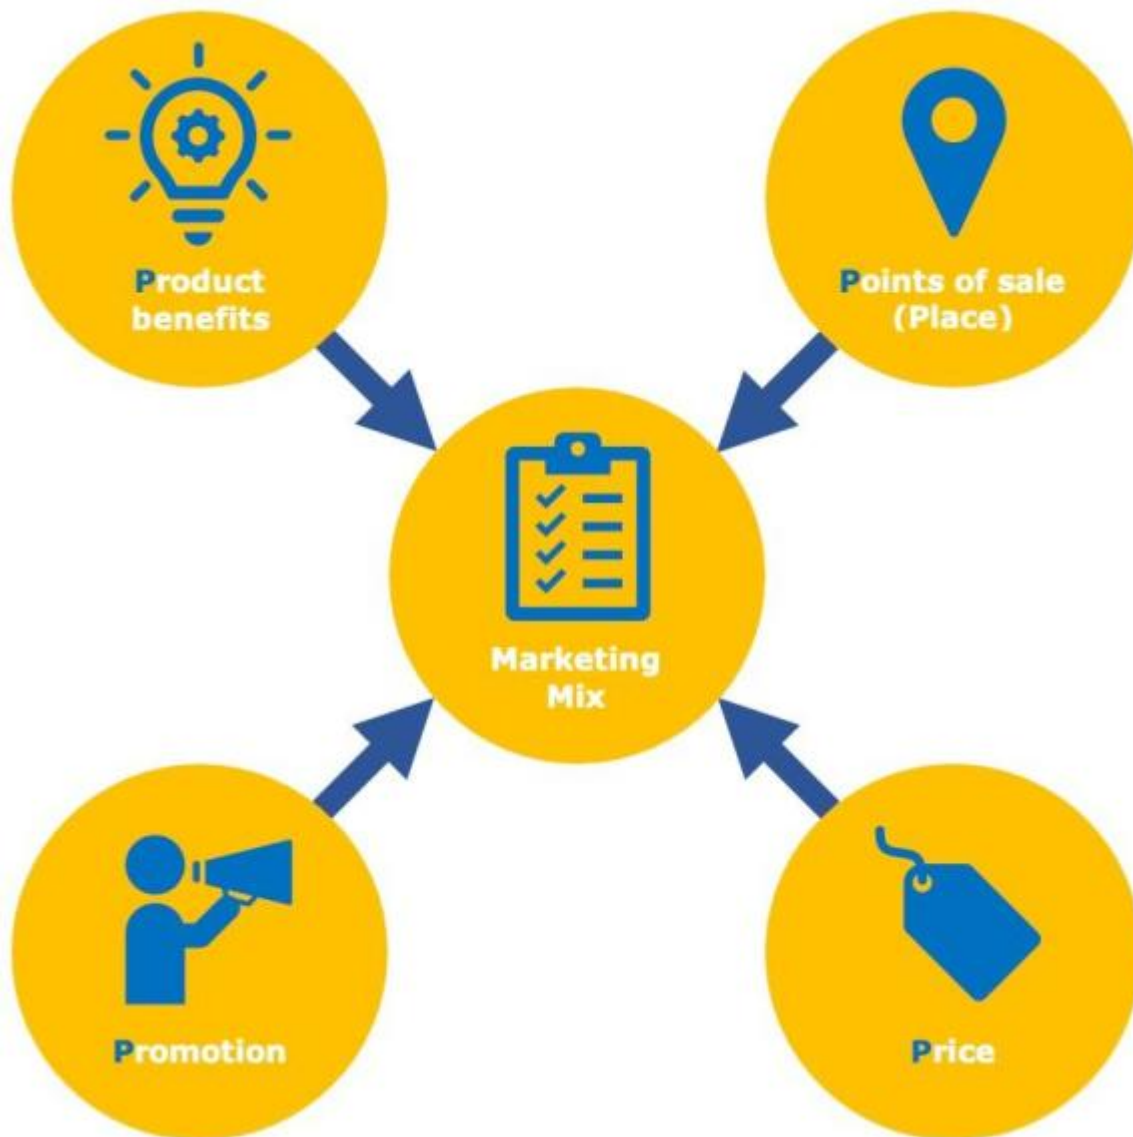 Product
benefits
Points of sale
(Place)
Marketing
Mix
Promotion
Price